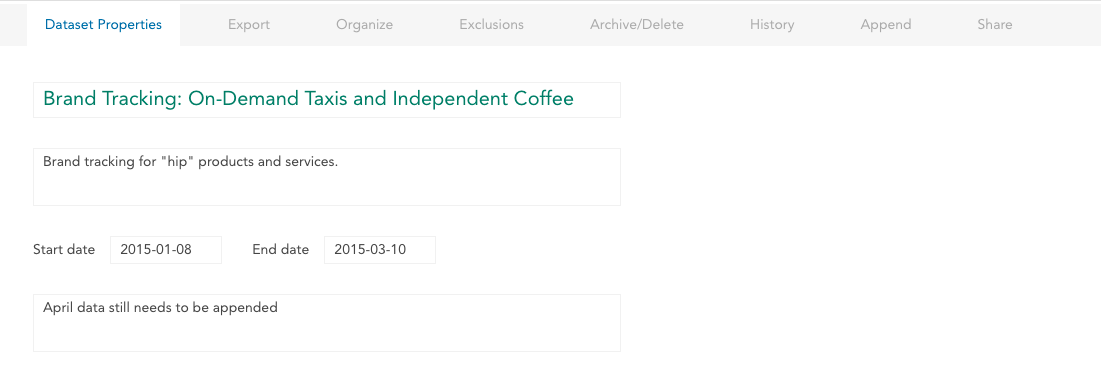 Dataset Properties Export Organize Exclusions Archive/Delete History Append Share
Brand Tracking: On-Demand Taxis and Independent Coffee
Brand tracking for "hip" products and services.
Start date 2015-01-08 End date 2015-03-10
April data still needs to be appended